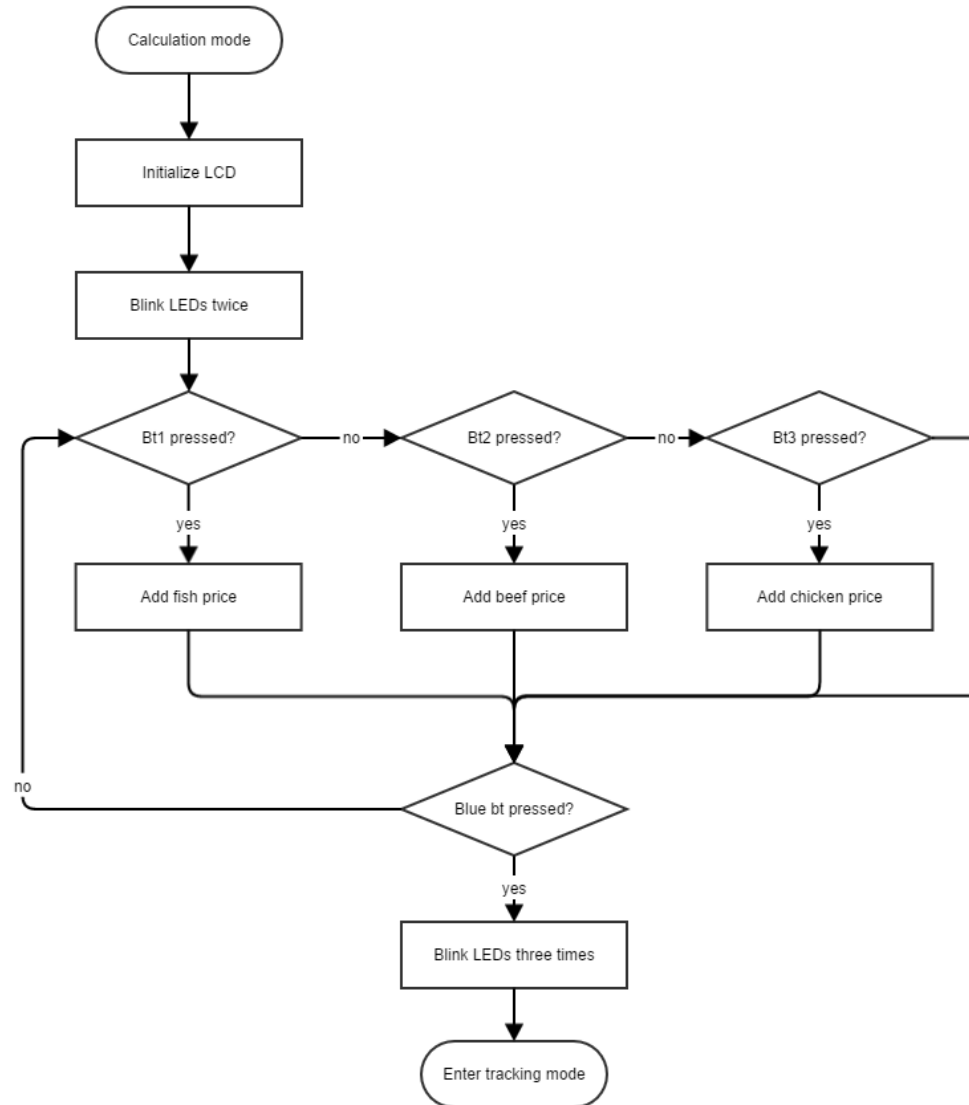 Calculation mode
Initialize LCD
Blink LEDs twice
Bt1 pressed?
no
Bt2 pressed?
no
Bt3 pressed?
yes
yes
yes
Add fish price
Add beef price
Add chicken price
no
Blue bt pressed?
yes
Blink LEDs three times
Enter tracking mode